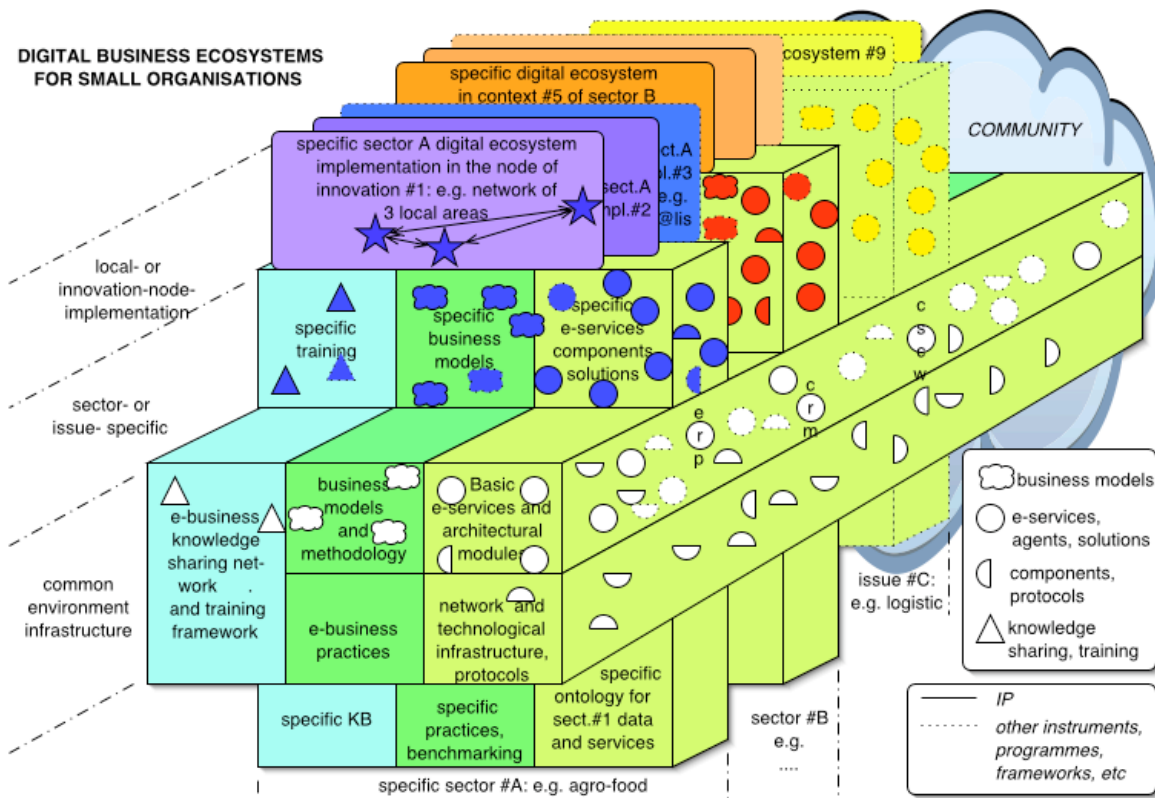 DIGITAL BUSINESS ECOSYSTEMS
FOR SMALL ORGANISATIONS
cosystem #9
specific digital ecosystem
in context #5 of sector B
COMMUNITY
specific sector A digital ecosystem
implementation in the node of
innovation #1: e.g. network of
3 local areas
sect.A
mpl.#2
ect.A
pl.#3
e.g.
@lis
local- or
innovation-node-
implementation
sector- or
issue- specific
common
environment
infrastructure
specific
training
specific
business
models
specific
e-services
components
solutions
e
r
p
c
r
m
c
s
e
w
e-business
knowledge
sharing net-
work .
and training
framework
business
models
and
methodology
Basic
e-services and
architectural
modules
e-business
practices
network and
technological
infrastructure,
protocols
specific KB
specific
practices,
benchmarking
specific
ontology for
sect.#1 data
and services
specific sector #A: e.g. agro-food
sector #B
e.g.
....
issue #C:
e.g. logistic
business models
e-services,
agents, solutions
components,
protocols
knowledge
sharing, training
IP
other instruments,
programmes,
frameworks, etc